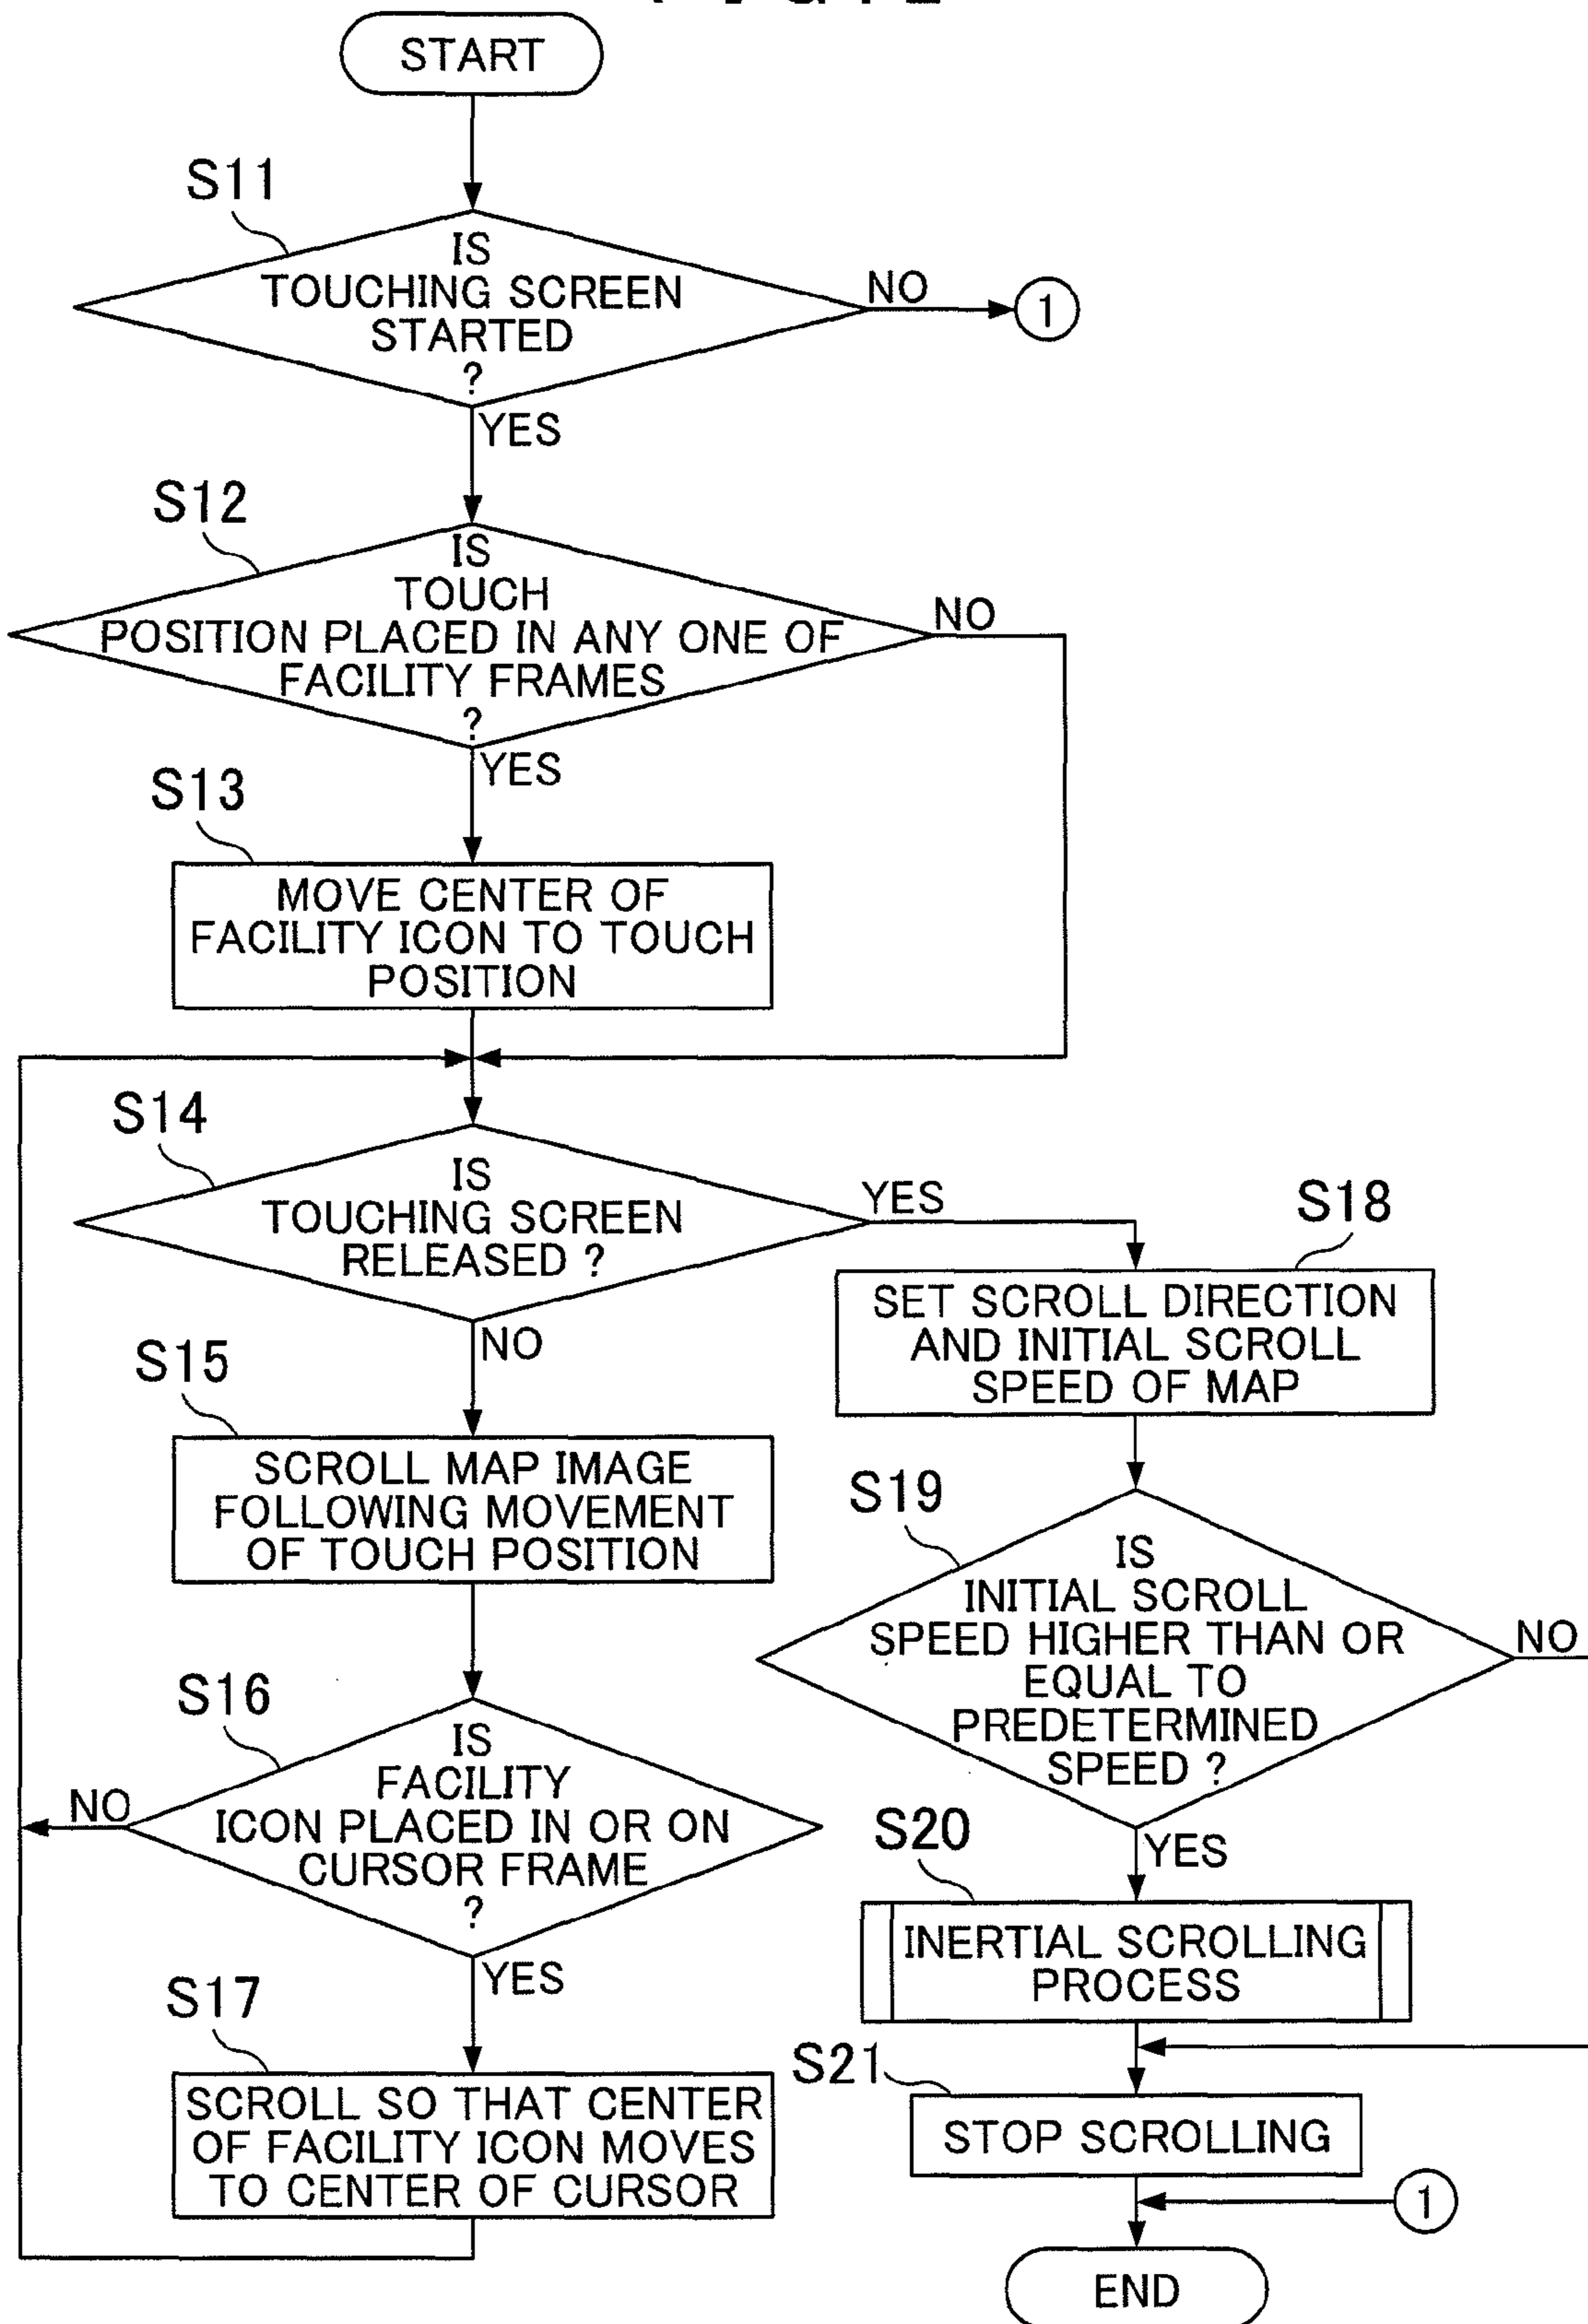 START
S11
IS
TOUCHING SCREEN
STARTED
?
NO
1
YES
S12
IS
TOUCH
POSITION PLACED IN ANY ONE OF
FACILITY FRAMES
?
NO
YES
S13
MOVE CENTER OF
FACILITY ICON TO TOUCH
POSITION
S14
IS
TOUCHING SCREEN
RELEASED ?
YES
NO
S15
SCROLL MAP IMAGE
FOLLOWING MOVEMENT
OF TOUCH POSITION
S16
IS
FACILITY
ICON PLACED IN OR ON
CURSOR FRAME
?
NO
YES
S17
SCROLL SO THAT CENTER
OF FACILITY ICON MOVES
TO CENTER OF CURSOR
S18
SET SCROLL DIRECTION
AND INITIAL SCROLL
SPEED OF MAP
S19
IS
INITIAL SCROLL
SPEED HIGHER THAN OR
EQUAL TO
PREDETERMINED
SPEED ?
NO
YES
S20
INERTIAL SCROLLING
PROCESS
S21
STOP SCROLLING
1
END